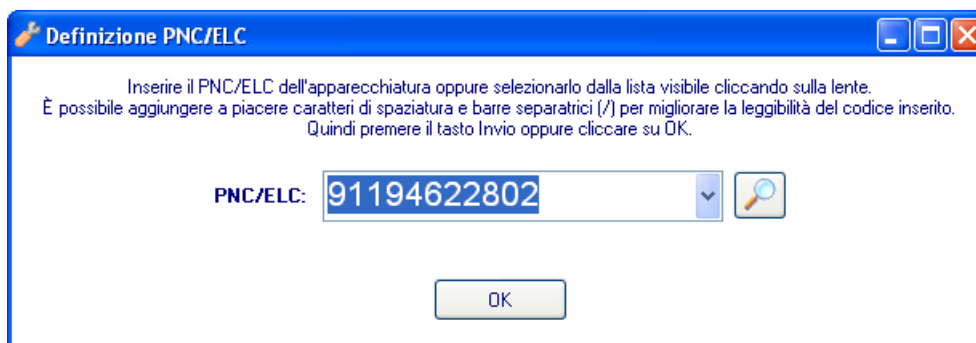 Definizione PNC/ELC
Inserire il PNC/ELC dell'apparecchiatura oppure selezionarlo dalla lista visibile cliccando sulla lente.
È possibile aggiungere a piacere caratteri di spaziatura e barre separatrici (/) per migliorare la leggibilità del codice inserito.
Quindi premere il tasto Invio oppure cliccare su OK.
PNC/ELC: 91194622802
OK